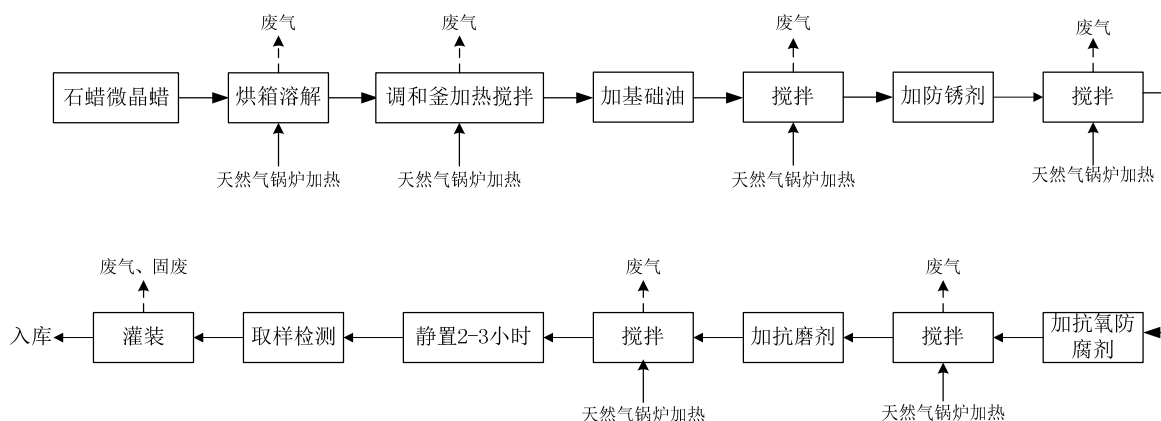 废气
废气
废气
废气
石蜡微晶蜡
烘箱溶解
调和釜加热搅拌
加基础油
搅拌
加防锈剂
搅拌
天然气锅炉加热
天然气锅炉加热
天然气锅炉加热
天然气锅炉加热
废气、固废
废气
废气
入库
灌装
取样检测
静置2-3小时
搅拌
加抗磨剂
搅拌
加抗氧防
腐剂
天然气锅炉加热
天然气锅炉加热